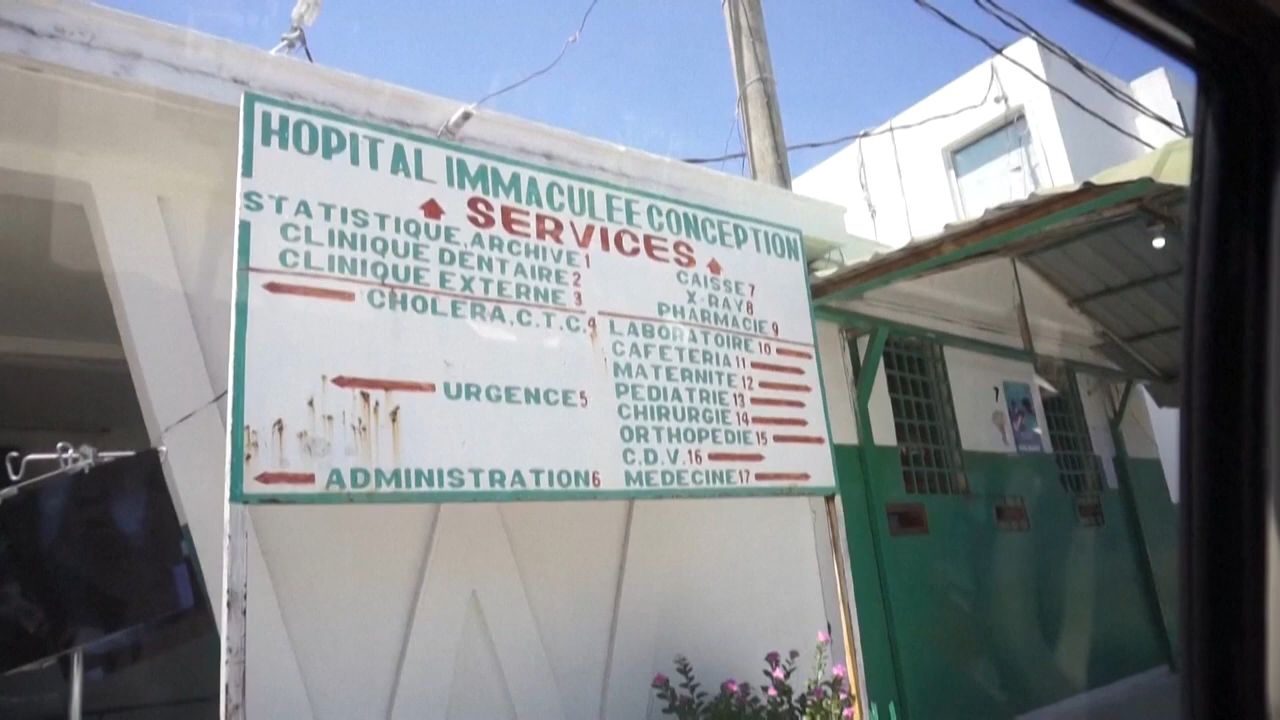 HOPITAL IMMACULEE CONCEPTION
SERVICES
STATISTIQUE, ARCHIVE 1
CLINIQUE DENTAIRE 2
CLINIQUE EXTERNE 3
CHOLERA, C.T.C. 4
URGENCE 5
ADMINISTRATION 6
CAISSE 7
X-RAY 8
PHARMACIE 9
LABORATOIRE 10
CAFETERIA 11
MATERNITE 12
PEDIATRIE 13
CHIRURGIE 14
ORTHOPEDIE 15
C.D.V. 16
MEDECINE 17
7